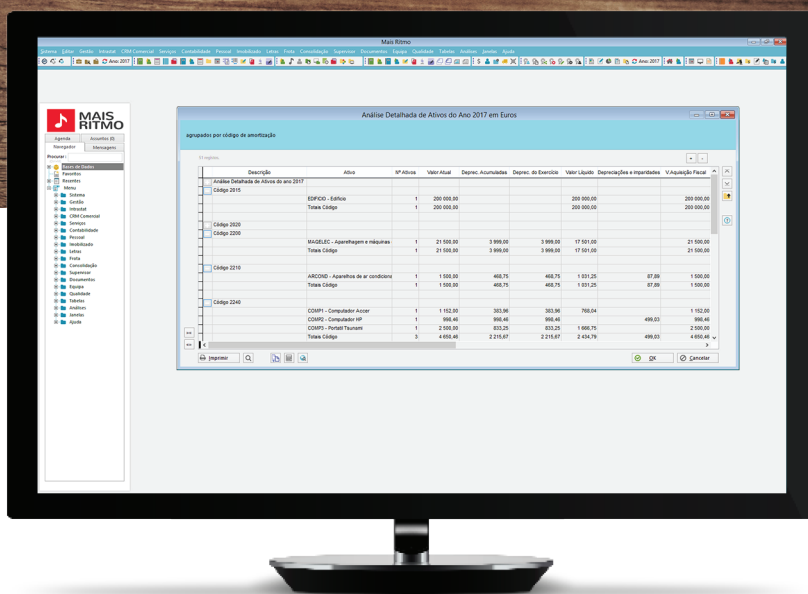 Mais Ritmo
Sistema Editar Gestão Intrastat CRM Comercial Serviços Contabilidade Pessoal Imobilizado Letras Frota Consolidação Supervisor Documentos Equipa Qualidade Tabelas Análises Janelas Ajuda
Ano: 2017 Ano: 2017
MAIS
RITMO
Agenda Assuntos (0)
Navegador Mensagens
Procurar :
Bases de Dados
Favoritos
Recentes
Menu
Sistema
Gestão
Intrastat
CRM Comercial
Serviços
Contabilidade
Pessoal
Imobilizado
Letras
Frota
Consolidação
Supervisor
Documentos
Equipa
Qualidade
Tabelas
Análises
Janelas
Ajuda
Análise Detalhada de Ativos do Ano 2017 em Euros
agrupados por código de amortização
51 registos
Descrição Ativo Nº Ativos Valor Atual Deprec. Acumuladas Deprec. do Exercício Valor Líquido Depreciações e imparidades V.Aquisição Fiscal
Análise Detalhada de Ativos do ano 2017
Código 2015
EDIFICIO - Edifico 1 200 000,00 200 000,00 200 000,00
Totais Código 1 200 000,00 200 000,00 200 000,00
Código 2020
Código 2200
MAGELEC - Aparelhagem e máquinas 1 21 500,00 3 999,00 3 999,00 17 501,00 21 500,00
Totais Código 1 21 500,00 3 999,00 3 999,00 17 501,00 21 500,00
Código 2210
ARCOND - Aparelhos de ar condiciona 1 1 500,00 468,75 468,75 1 031,25 87,89 1 500,00
Totais Código 1 1 500,00 468,75 468,75 1 031,25 87,89 1 500,00
Código 2240
COMP1 - Computador Accer 1 1 152,00 383,96 383,96 768,04 1 152,00
COMP2 - Computador HP 1 998,46 998,46 998,46 499,03 998,46
COMP3 - Portatil Tsunami 1 2 500,00 833,25 833,25 1 666,75 2 500,00
Totais Código 3 4 650,46 2 215,67 2 215,67 2 434,79 499,03 4 650,46
Imprimir OK Cancelar